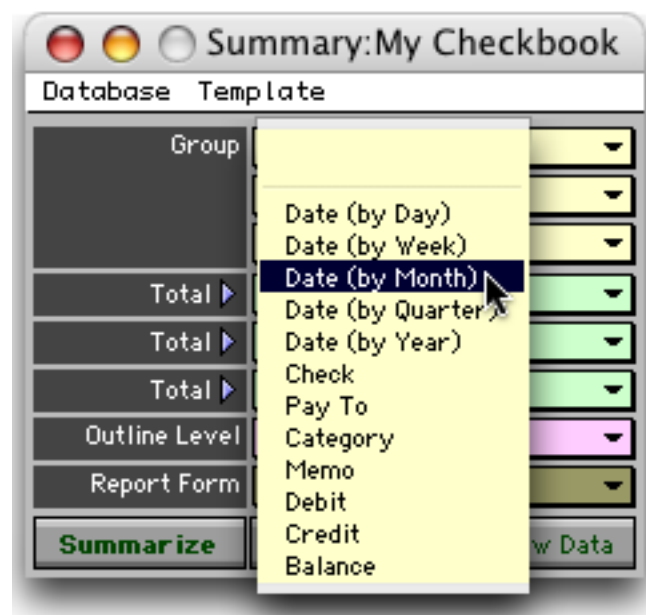 Summary:My Checkbook
Database Template
Group
Date (by Day)
Date (by Week)
Date (by Month)
Date (by Quarter)
Date (by Year)
Check
Pay To
Category
Memo
Debit
Credit
Balance
Total
Total
Total
Outline Level
Report Form
Summarize
Data